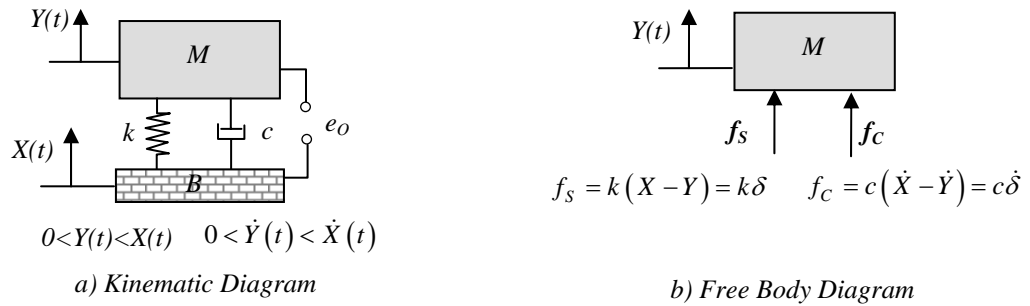 Y(t)
M
k
c
e_O
X(t)
B
0<Y(t)<X(t) 0 < Ẏ(t) < Ẋ(t)
a) Kinematic Diagram
Y(t)
M
f_S
f_C
f_S = k(X − Y) = kδ f_C = c(Ẋ − Ẏ) = cδ̇
b) Free Body Diagram